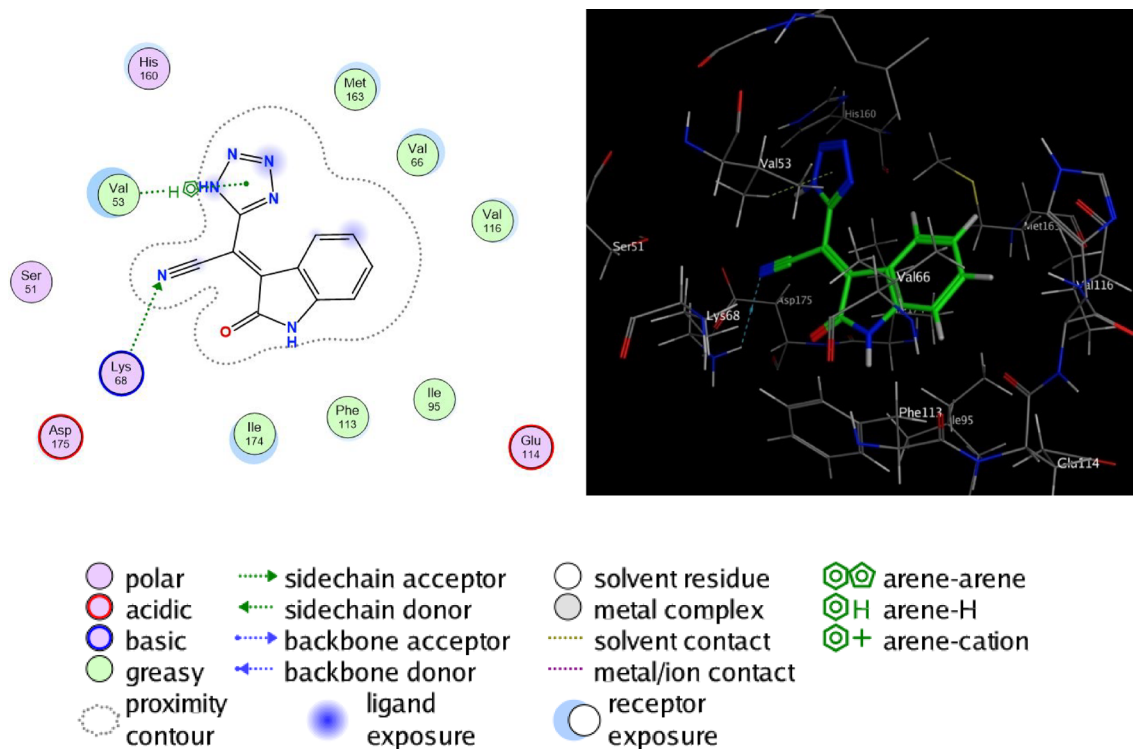 His
160
Met
163
Val
66
Val
53
H
HN
N
N
N
Val
116
Ser
51
N
O
N
H
Lys
68
Asp
175
Ile
174
Phe
113
Ile
95
Glu
114
His160
Val53
Ser51
Met163
Val66
Val116
Asp175
Lys68
Phe113
Ile95
Glu114
polar
acidic
basic
greasy
proximity
contour
sidechain acceptor
sidechain donor
backbone acceptor
backbone donor
ligand
exposure
solvent residue
metal complex
solvent contact
metal/ion contact
receptor
exposure
arene-arene
H arene-H
+ arene-cation